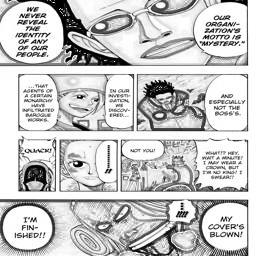 OUR
ORGANI-
ZATION'S
MOTTO IS
"MYSTERY."
WE
NEVER
REVEAL
THE
IDENTITY
OF ANY
OF OUR
PEOPLE.
AND
ESPECIALLY
NOT THE
BOSS'S.
IN OUR
INVESTI-
GATION,
WE
DISCOV-
ERED...
...THAT
AGENTS OF
A CERTAIN
MONARCHY
HAVE
INFILTRATED
BAROQUE
WORKS.
WHAT!? HEY,
WAIT A MINUTE!
I MAY WEAR A
CROWN, BUT
I'M NO KING! I
SWEAR!!
NOT YOU!
...!!!
QUACK!
MY
COVER'S
BLOWN!
...!!!!
I'M
FIN-
ISHED!!